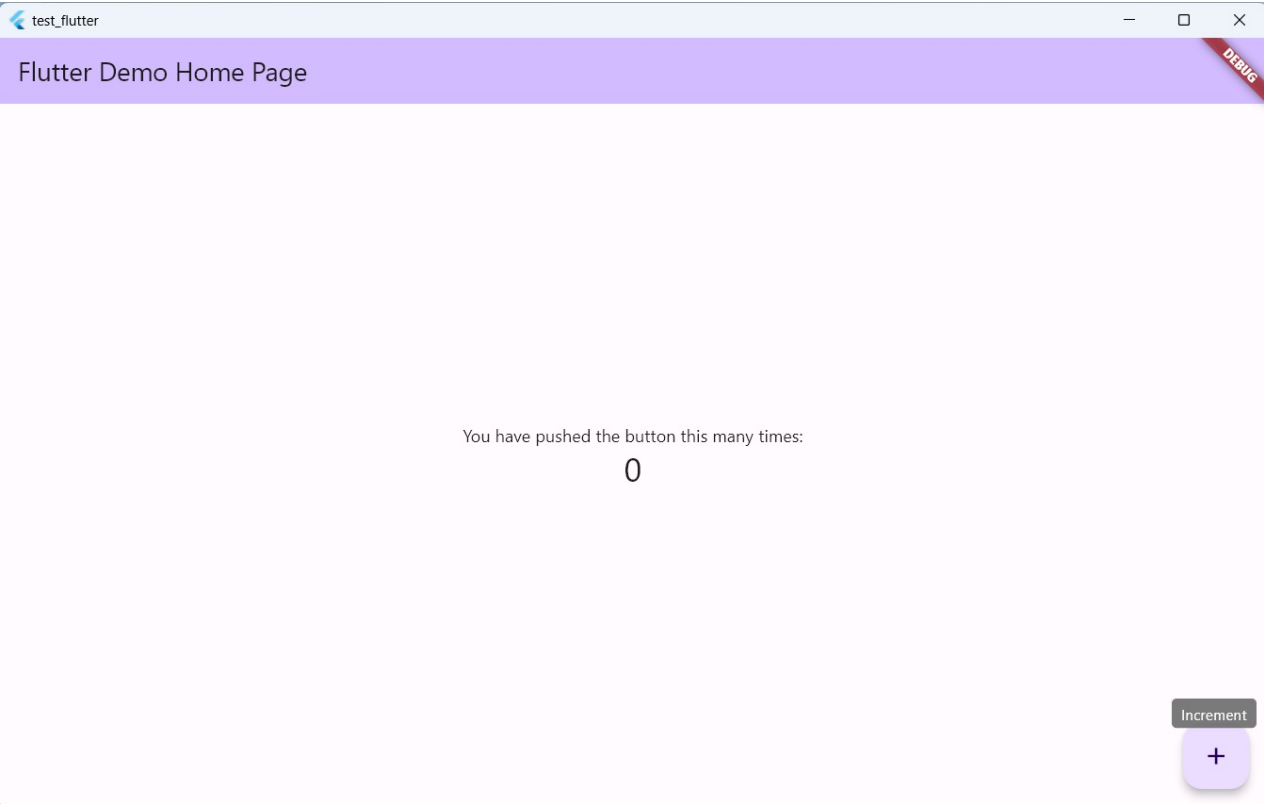 test_flutter
Flutter Demo Home Page
DEBUG
You have pushed the button this many times:
0
Increment
+